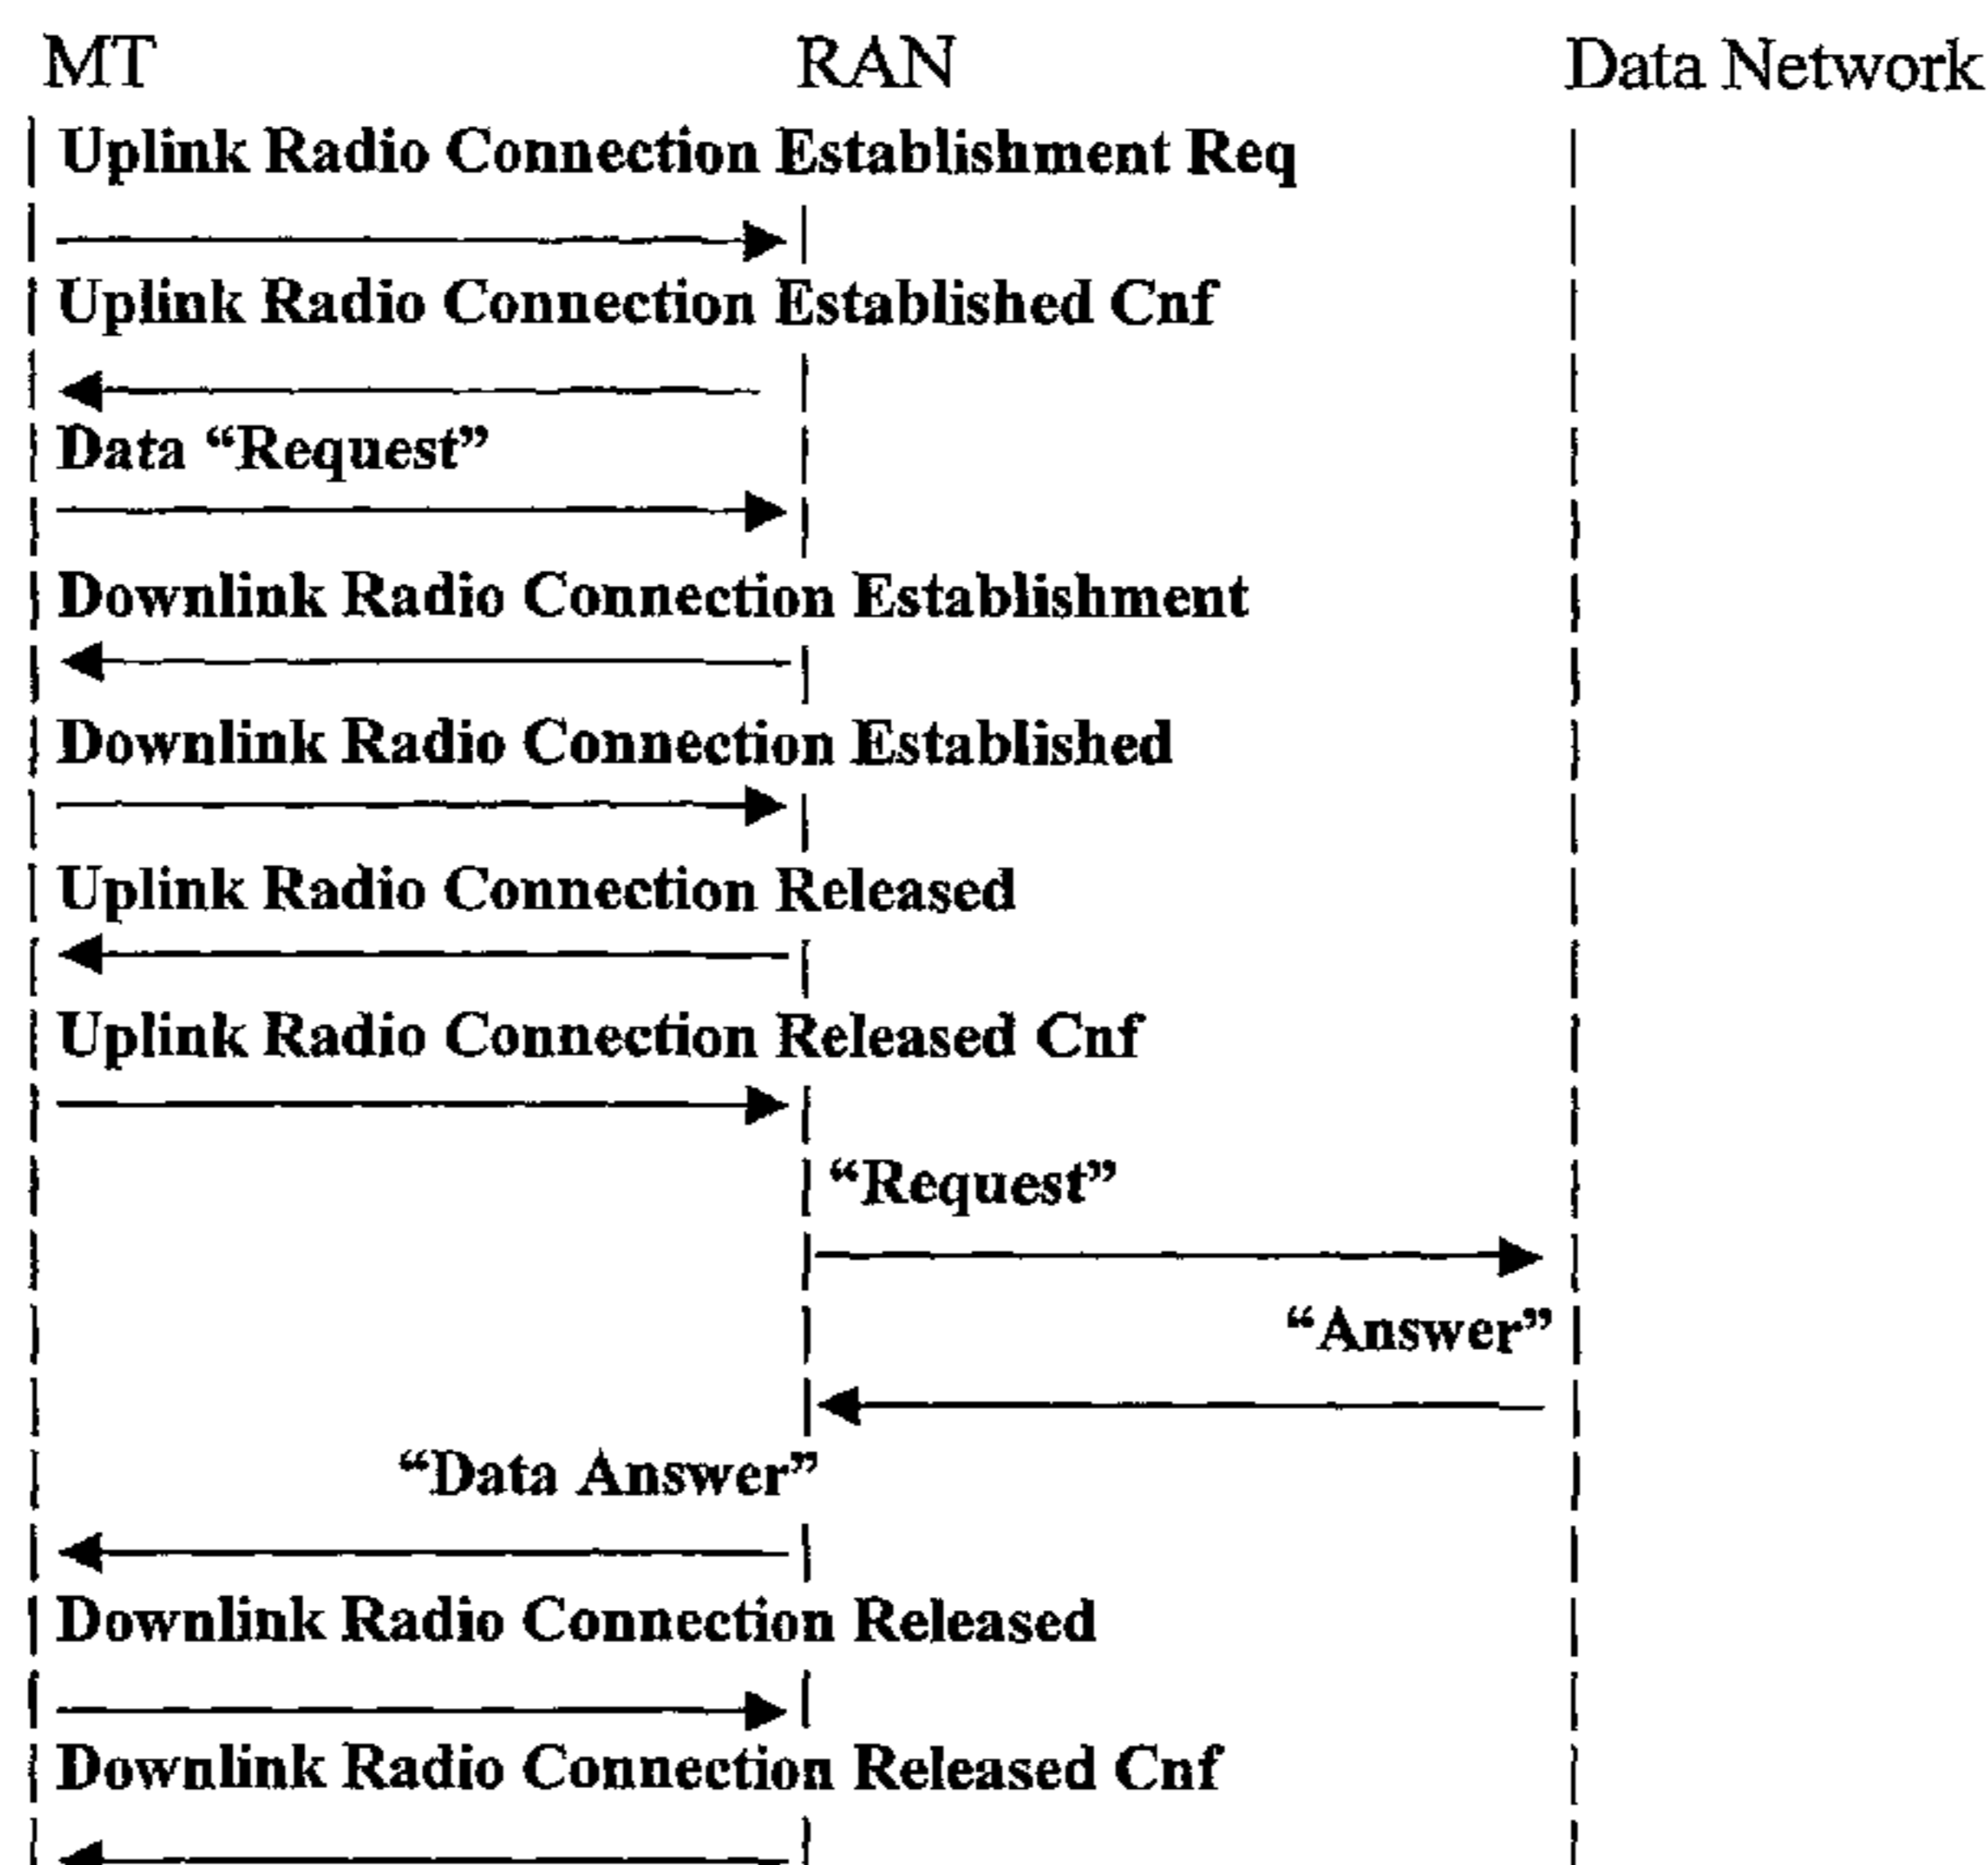 MT RAN Data Network
Uplink Radio Connection Establishment Req
Uplink Radio Connection Established Cnf
Data “Request”
Downlink Radio Connection Establishment
Downlink Radio Connection Established
Uplink Radio Connection Released
Uplink Radio Connection Released Cnf
“Request”
“Answer”
“Data Answer”
Downlink Radio Connection Released
Downlink Radio Connection Released Cnf